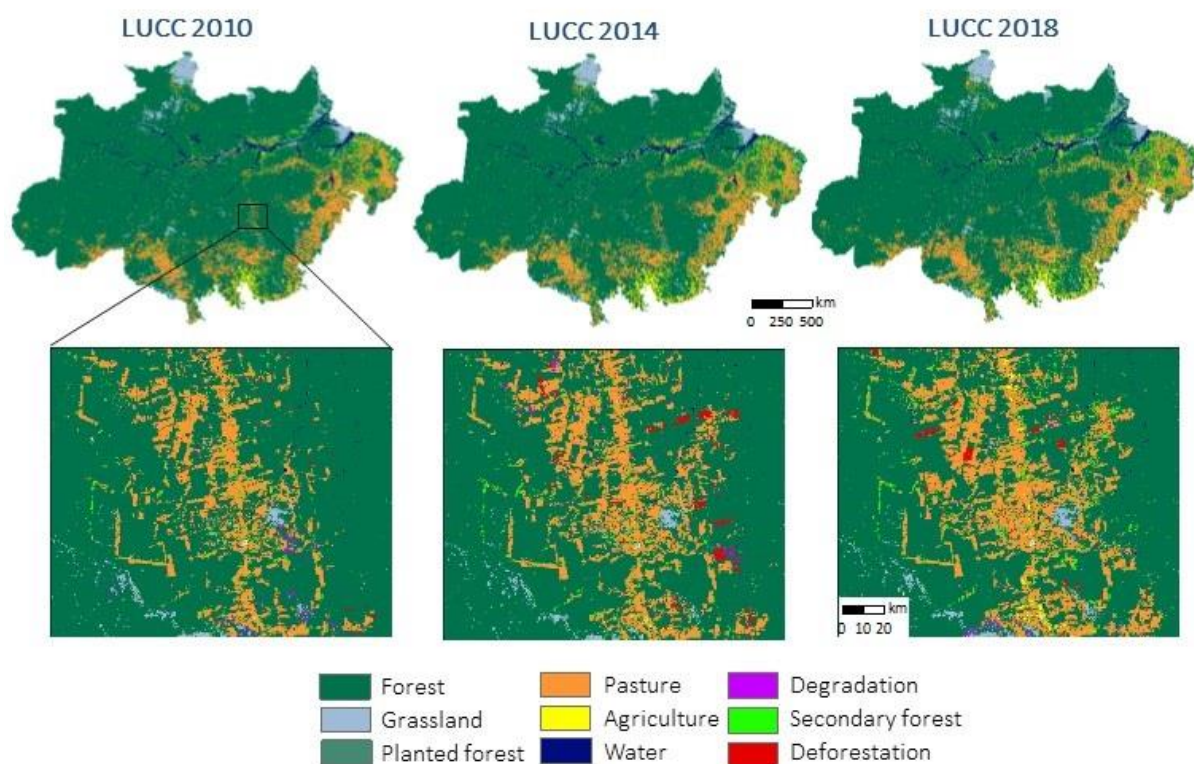 LUCC 2010
LUCC 2014
LUCC 2018
km
0 250 500
km
0 10 20
Forest
Pasture
Degradation
Grassland
Agriculture
Secondary forest
Planted forest
Water
Deforestation